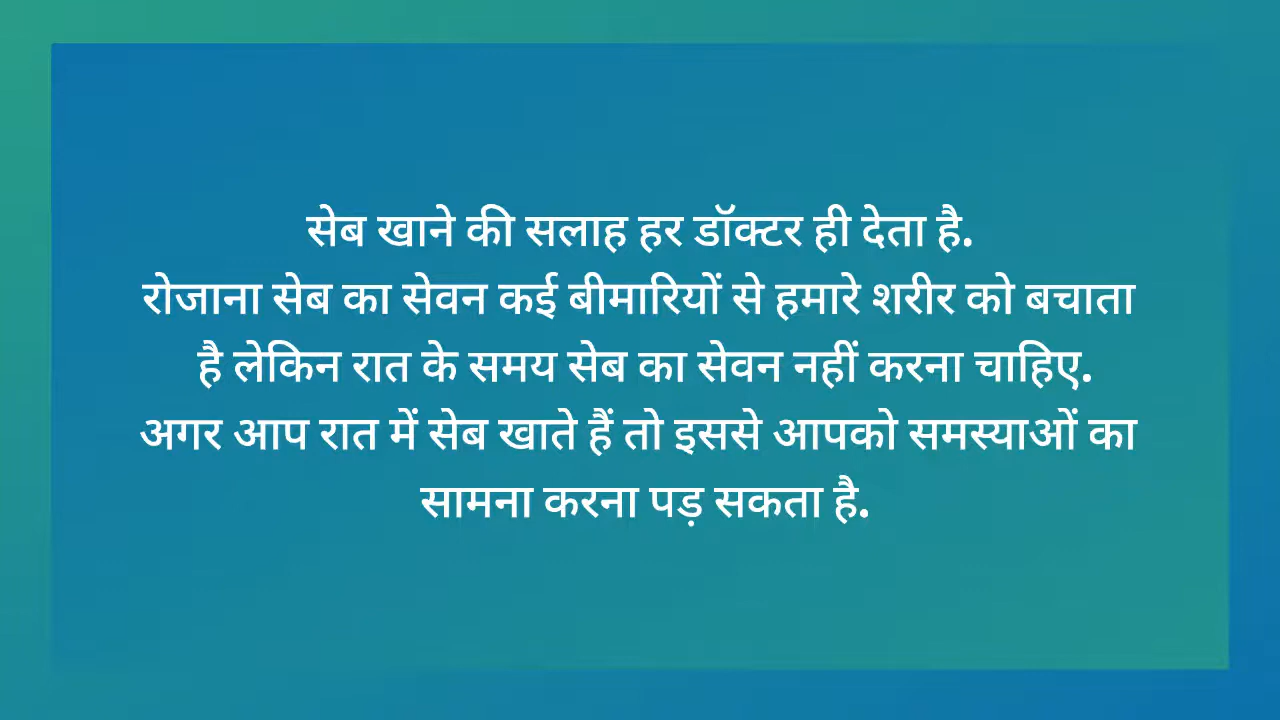 सेब खाने की सलाह हर डॉक्टर ही देता है.
रोजाना सेब का सेवन कई बीमारियों से हमारे शरीर को बचाता
है लेकिन रात के समय सेब का सेवन नहीं करना चाहिए.
अगर आप रात में सेब खाते हैं तो इससे आपको समस्याओं का
सामना करना पड़ सकता है.